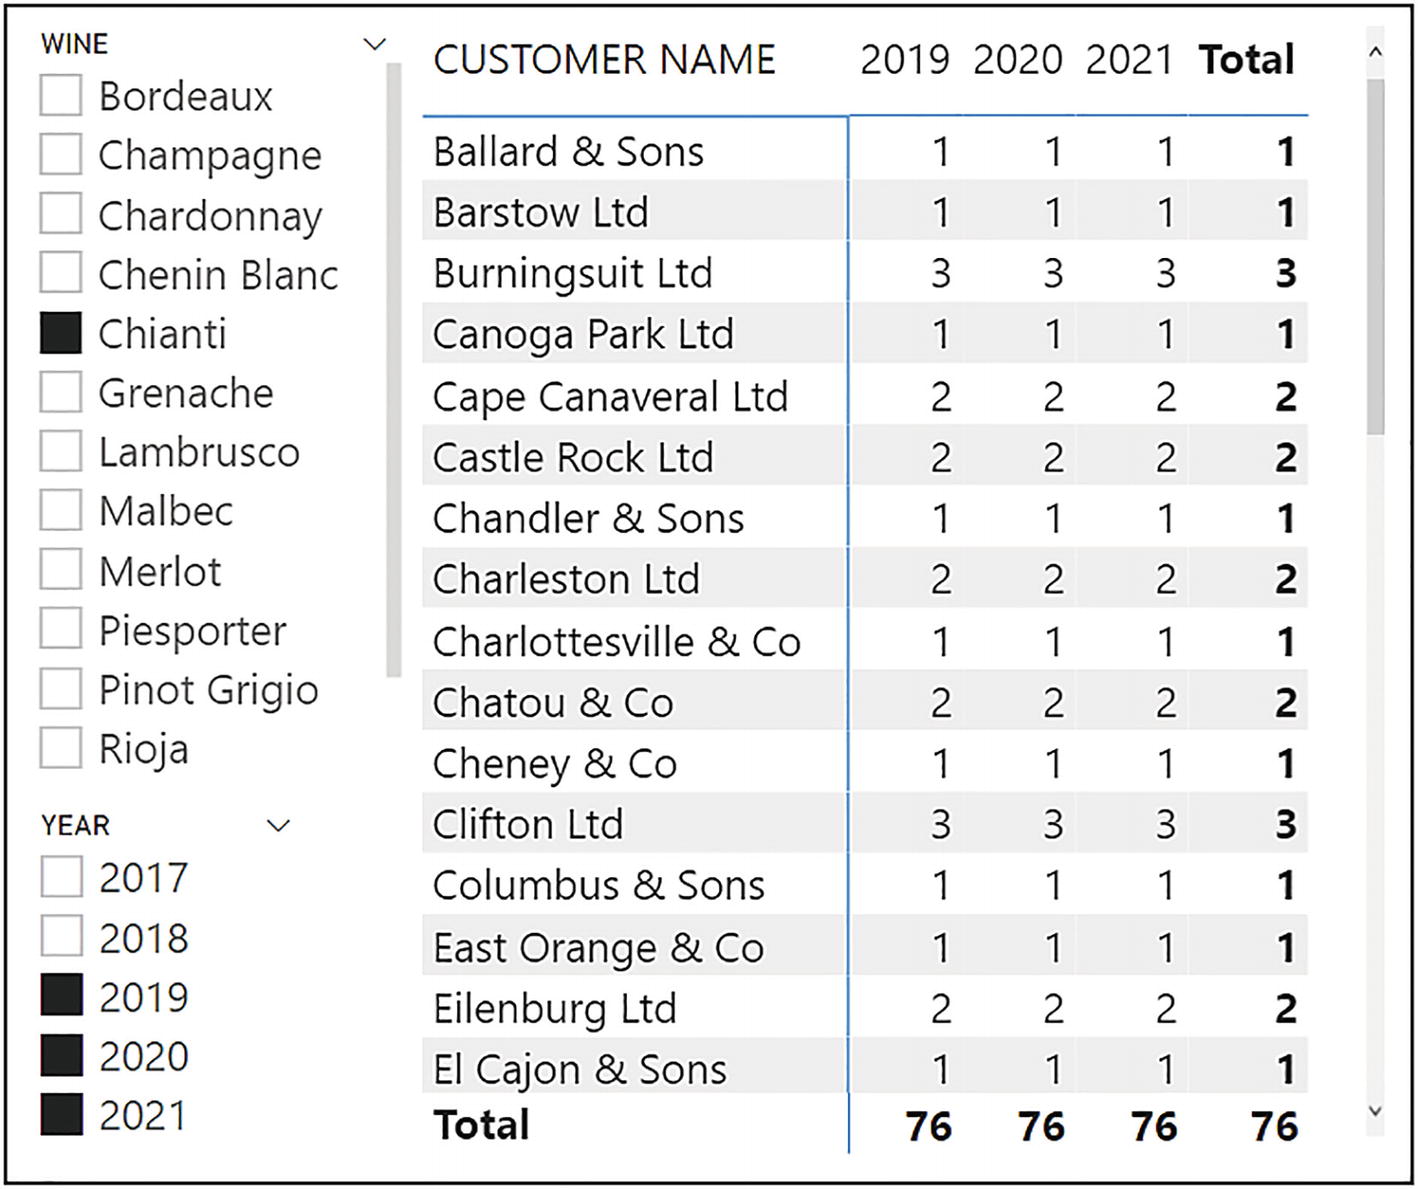 WINE
Bordeaux
Champagne
Chardonnay
Chenin Blanc
Chianti
Grenache
Lambrusco
Malbec
Merlot
Piesporter
Pinot Grigio
Rioja
YEAR
2017
2018
2019
2020
2021
CUSTOMER NAME 2019 2020 2021 Total
Ballard & Sons 1 1 1 1
Barstow Ltd 1 1 1 1
Burningsuit Ltd 3 3 3 3
Canoga Park Ltd 1 1 1 1
Cape Canaveral Ltd 2 2 2 2
Castle Rock Ltd 2 2 2 2
Chandler & Sons 1 1 1 1
Charleston Ltd 2 2 2 2
Charlottesville & Co 1 1 1 1
Chatou & Co 2 2 2 2
Cheney & Co 1 1 1 1
Clifton Ltd 3 3 3 3
Columbus & Sons 1 1 1 1
East Orange & Co 1 1 1 1
Eilenburg Ltd 2 2 2 2
El Cajon & Sons 1 1 1 1
Total 76 76 76 76